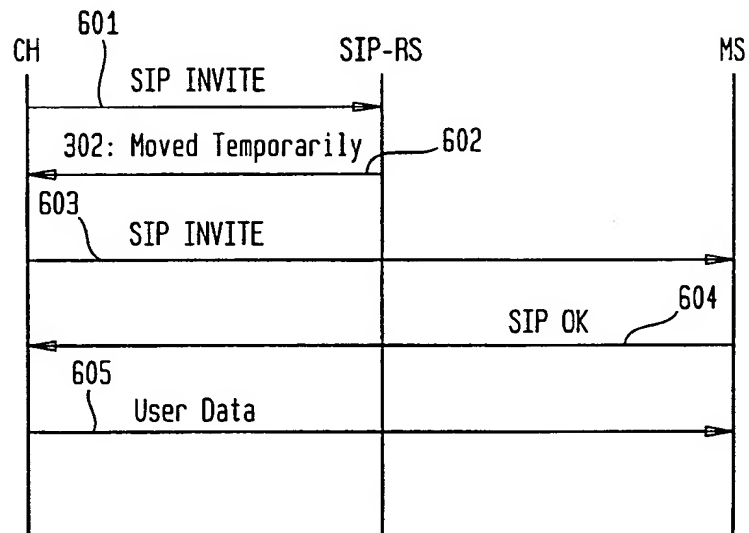 601
CH
SIP-RS
MS
SIP INVITE
302: Moved Temporarily
602
603
SIP INVITE
604
SIP OK
605
User Data